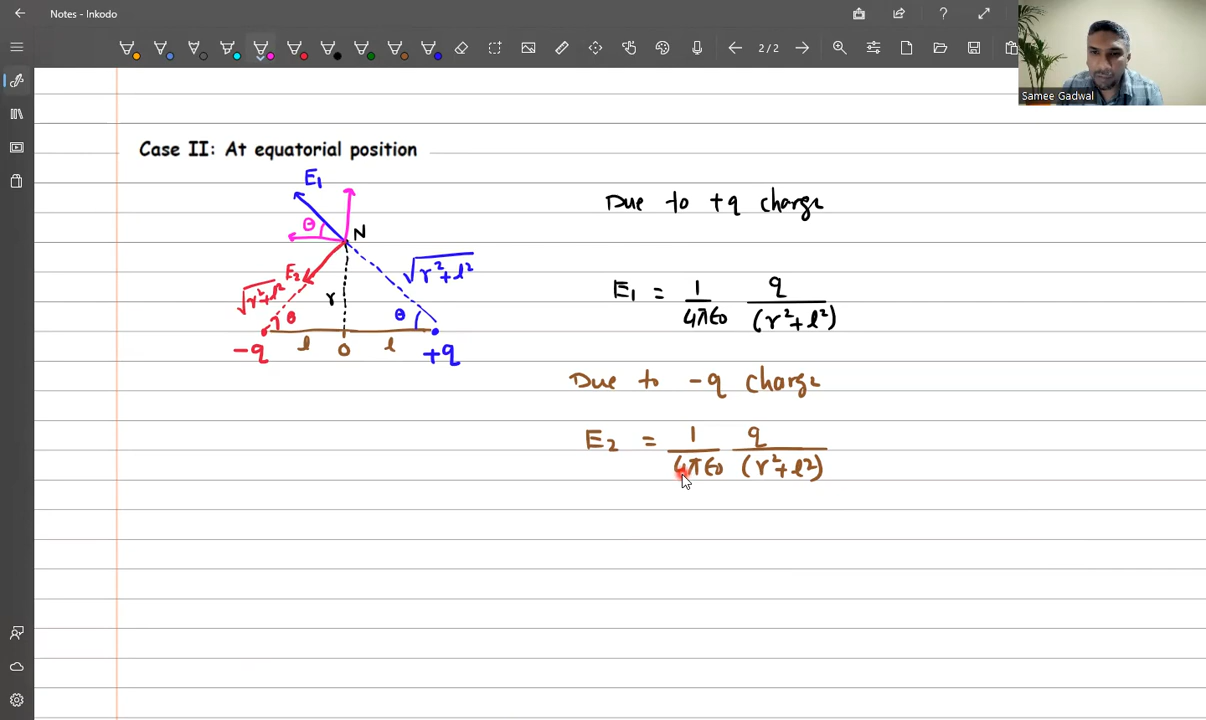 Notes - Inkodo
2/2
Samee Gadwal
Case II: At equatorial position
E₁
θ
N
E₂
√r²+l²
√r²+l²
r
θ
θ
-q
l
O
l
+q
Due to +q charge
E₁ = 1/4πε₀ q/(r²+l²)
Due to -q charge
E₂ = 1/4πε₀ q/(r²+l²)